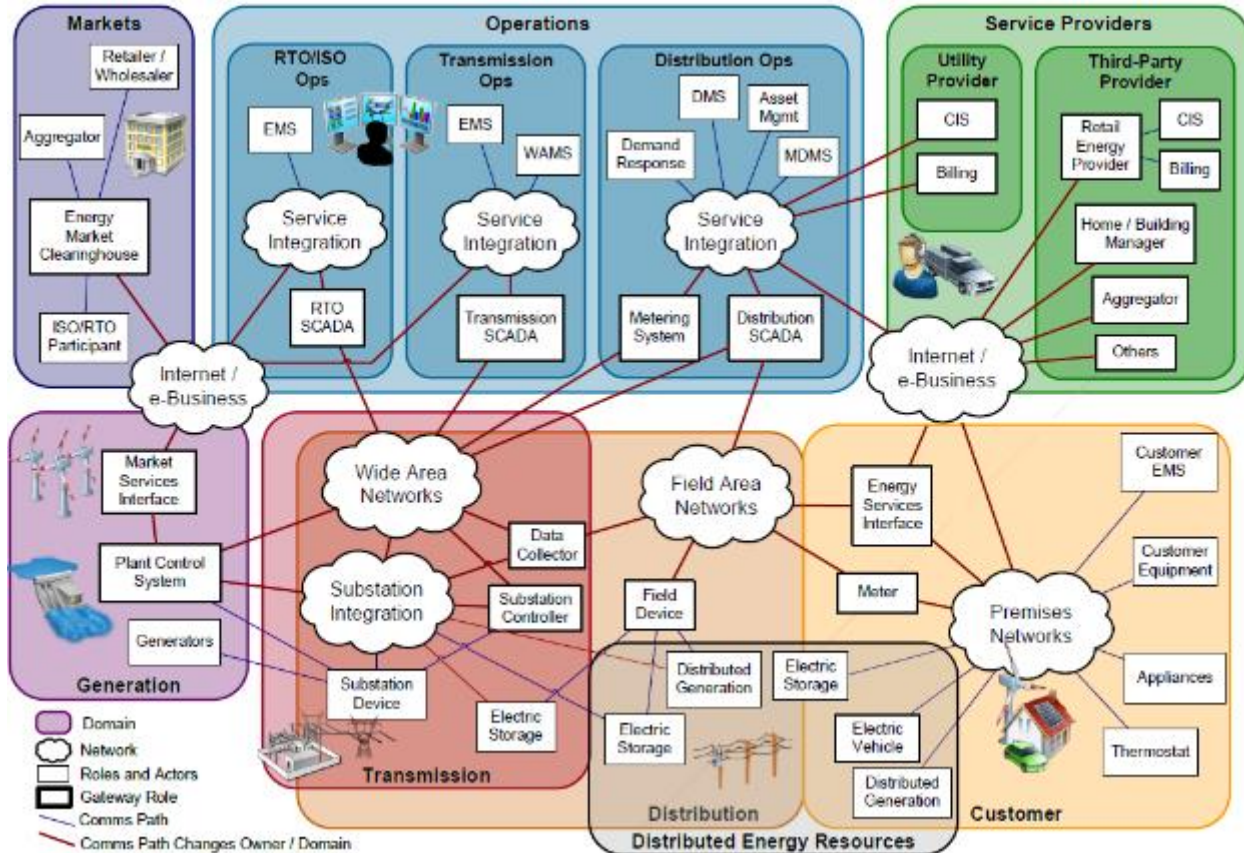 Markets
Retailer /
Wholesaler
Aggregator
Energy
Market
Clearinghouse
ISO/RTO
Participant
Operations
RTO/ISO
Ops
EMS
Service
Integration
RTO
SCADA
Transmission
Ops
EMS
WAMS
Service
Integration
Transmission
SCADA
Distribution Ops
DMS
Asset
Mgmt
Demand
Response
MDMS
Service
Integration
Metering
System
Distribution
SCADA
Service Providers
Utility
Provider
CIS
Billing
Third-Party
Provider
Retail
Energy
Provider
CIS
Billing
Home / Building
Manager
Aggregator
Others
Internet /
e-Business
Internet /
e-Business
Market
Services
Interface
Plant Control
System
Generators
Generation
Wide Area
Networks
Substation
Integration
Data
Collector
Substation
Controller
Substation
Device
Electric
Storage
Transmission
Field Area
Networks
Field
Device
Distributed
Generation
Electric
Storage
Distribution
Energy
Services
Interface
Meter
Premises
Networks
Customer
EMS
Customer
Equipment
Appliances
Thermostat
Electric
Storage
Electric
Vehicle
Distributed
Generation
Customer
Distributed Energy Resources
Domain
Network
Roles and Actors
Gateway Role
Comms Path
Comms Path Changes Owner / Domain